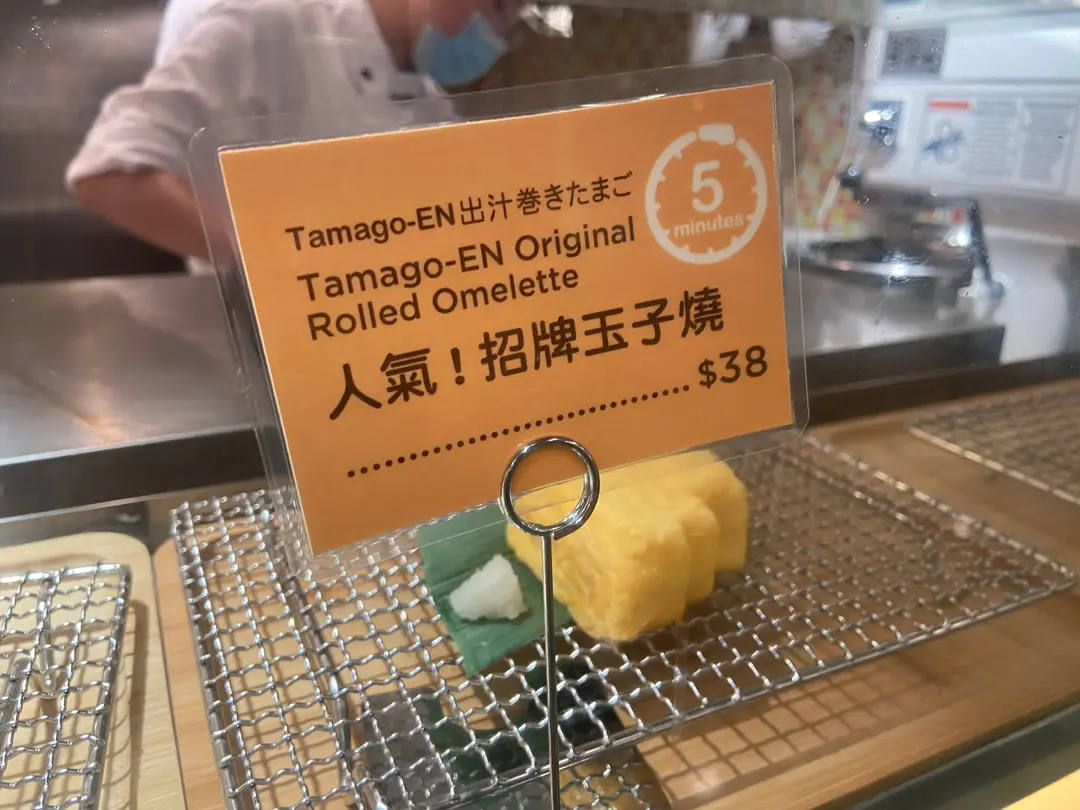 Tamago-EN出汁巻きたまご
Tamago-EN Original
Rolled Omelette
人氣！招牌玉子燒
$38
5
minutes